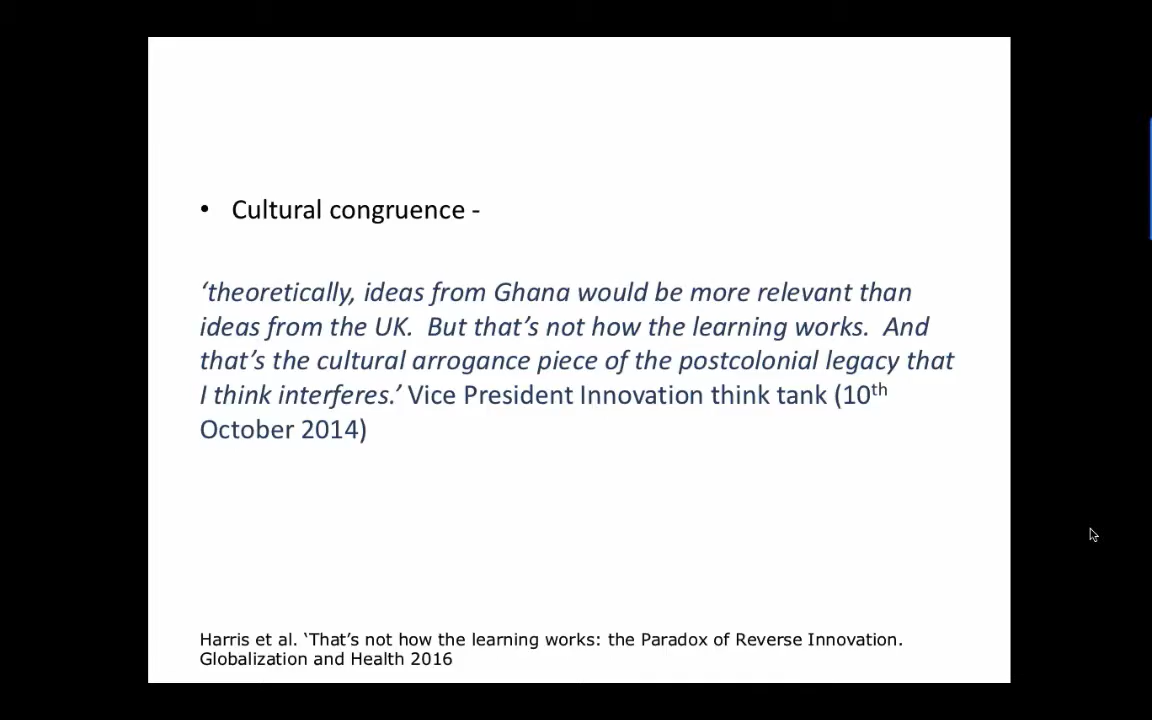 • Cultural congruence -
‘theoretically, ideas from Ghana would be more relevant than
ideas from the UK.  But that’s not how the learning works.  And
that’s the cultural arrogance piece of the postcolonial legacy that
I think interferes.’ Vice President Innovation think tank (10th
October 2014)
Harris et al. ‘That’s not how the learning works: the Paradox of Reverse Innovation.
Globalization and Health 2016